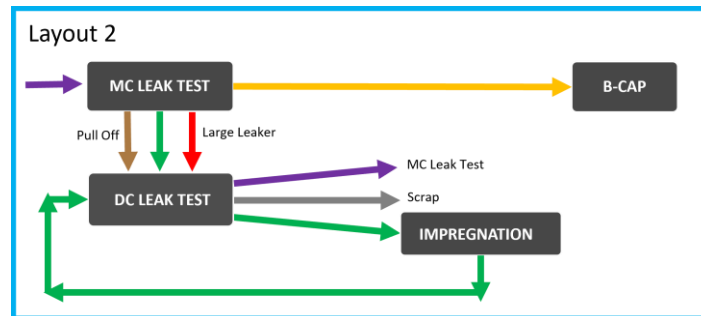 Layout 2
MC LEAK TEST
B-CAP
Pull Off
Large Leaker
MC Leak Test
DC LEAK TEST
Scrap
IMPREGNATION